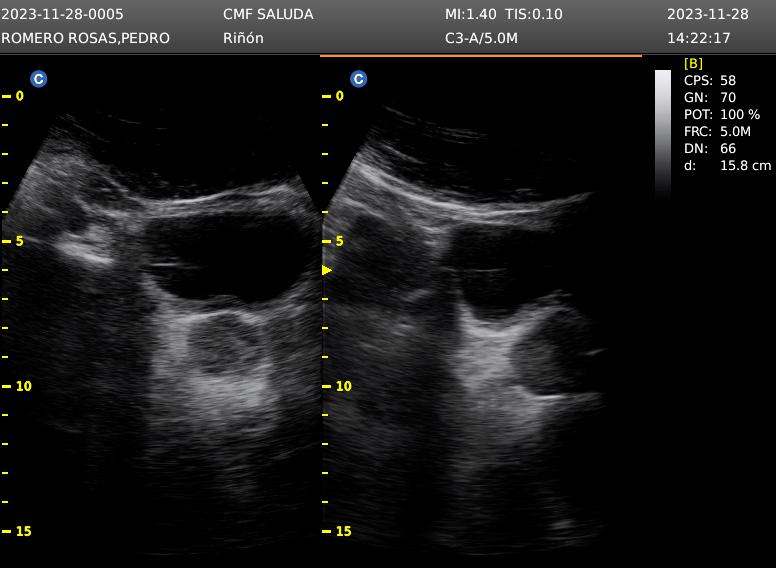 2023-11-28-0005 CMF SALUDA MI:1.40 TIS:0.10 2023-11-28
ROMERO ROSAS,PEDRO Riñón C3-A/5.0M 14:22:17
[B]
CPS: 58
GN: 70
POT: 100 %
FRC: 5.0M
DN: 66
d: 15.8 cm
C C
0 0
5 5
10 10
15 15